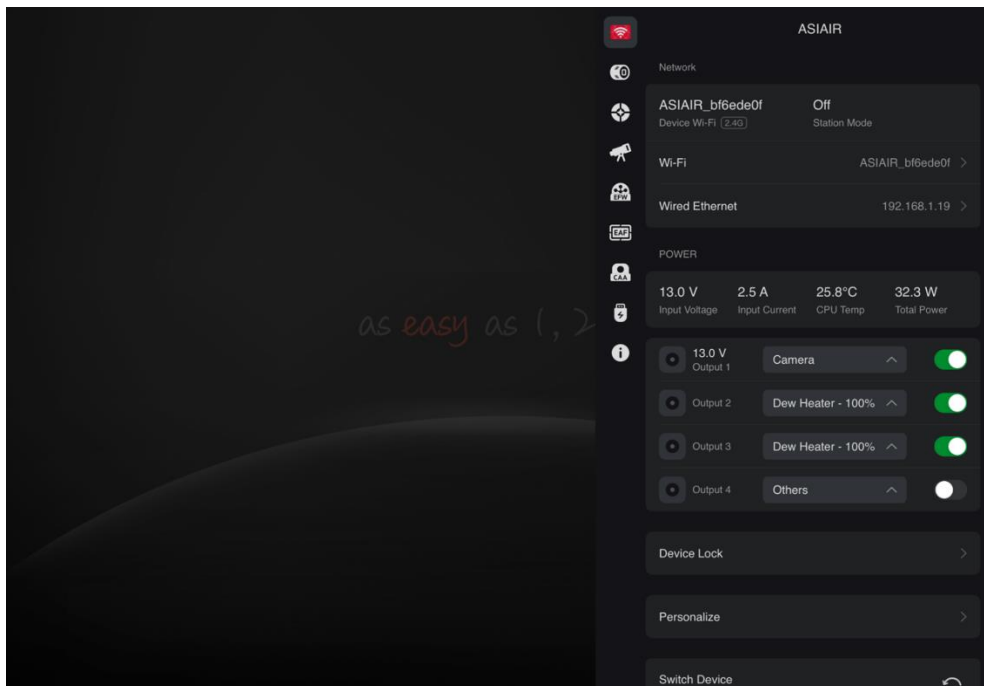 ASIAIR
Network
ASIAIR_bf6ede0f Off
Device Wi-Fi 2.4G Station Mode
Wi-Fi ASIAIR_bf6ede0f
EFW
Wired Ethernet 192.168.1.19
EAF
POWER
CAA
13.0 V 2.5 A 25.8°C 32.3 W
Input Voltage Input Current CPU Temp Total Power
as easy as 1, 2
13.0 V
Output 1 Camera
Output 2 Dew Heater - 100%
Output 3 Dew Heater - 100%
Output 4 Others
Device Lock
Personalize
Switch Device